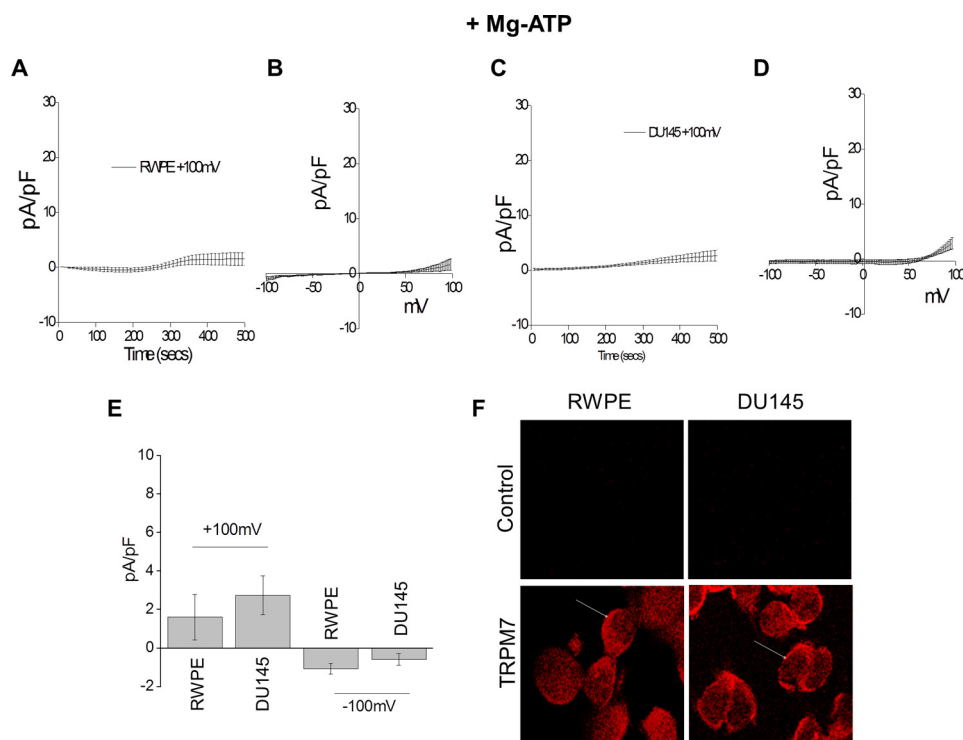 + Mg-ATP
A
B
C
D
30
20
10
0
-10
pA/pF
RWPE +100mV
0 100 200 300 400 500
Time (secs)
30
20
10
0
-10
pA/pF
-100 -50 0 50 100
mV
30
20
10
0
-10
pA/pF
DU145 +100mV
0 100 200 300 400 500
Time (secs)
30
20
10
0
-10
pA/pF
-100 -50 0 50 100
mV
E
10
8
6
4
2
0
-2
pA/pF
+100mV
RWPE
DU145
RWPE
DU145
-100mV
F
RWPE DU145
Control
TRPM7